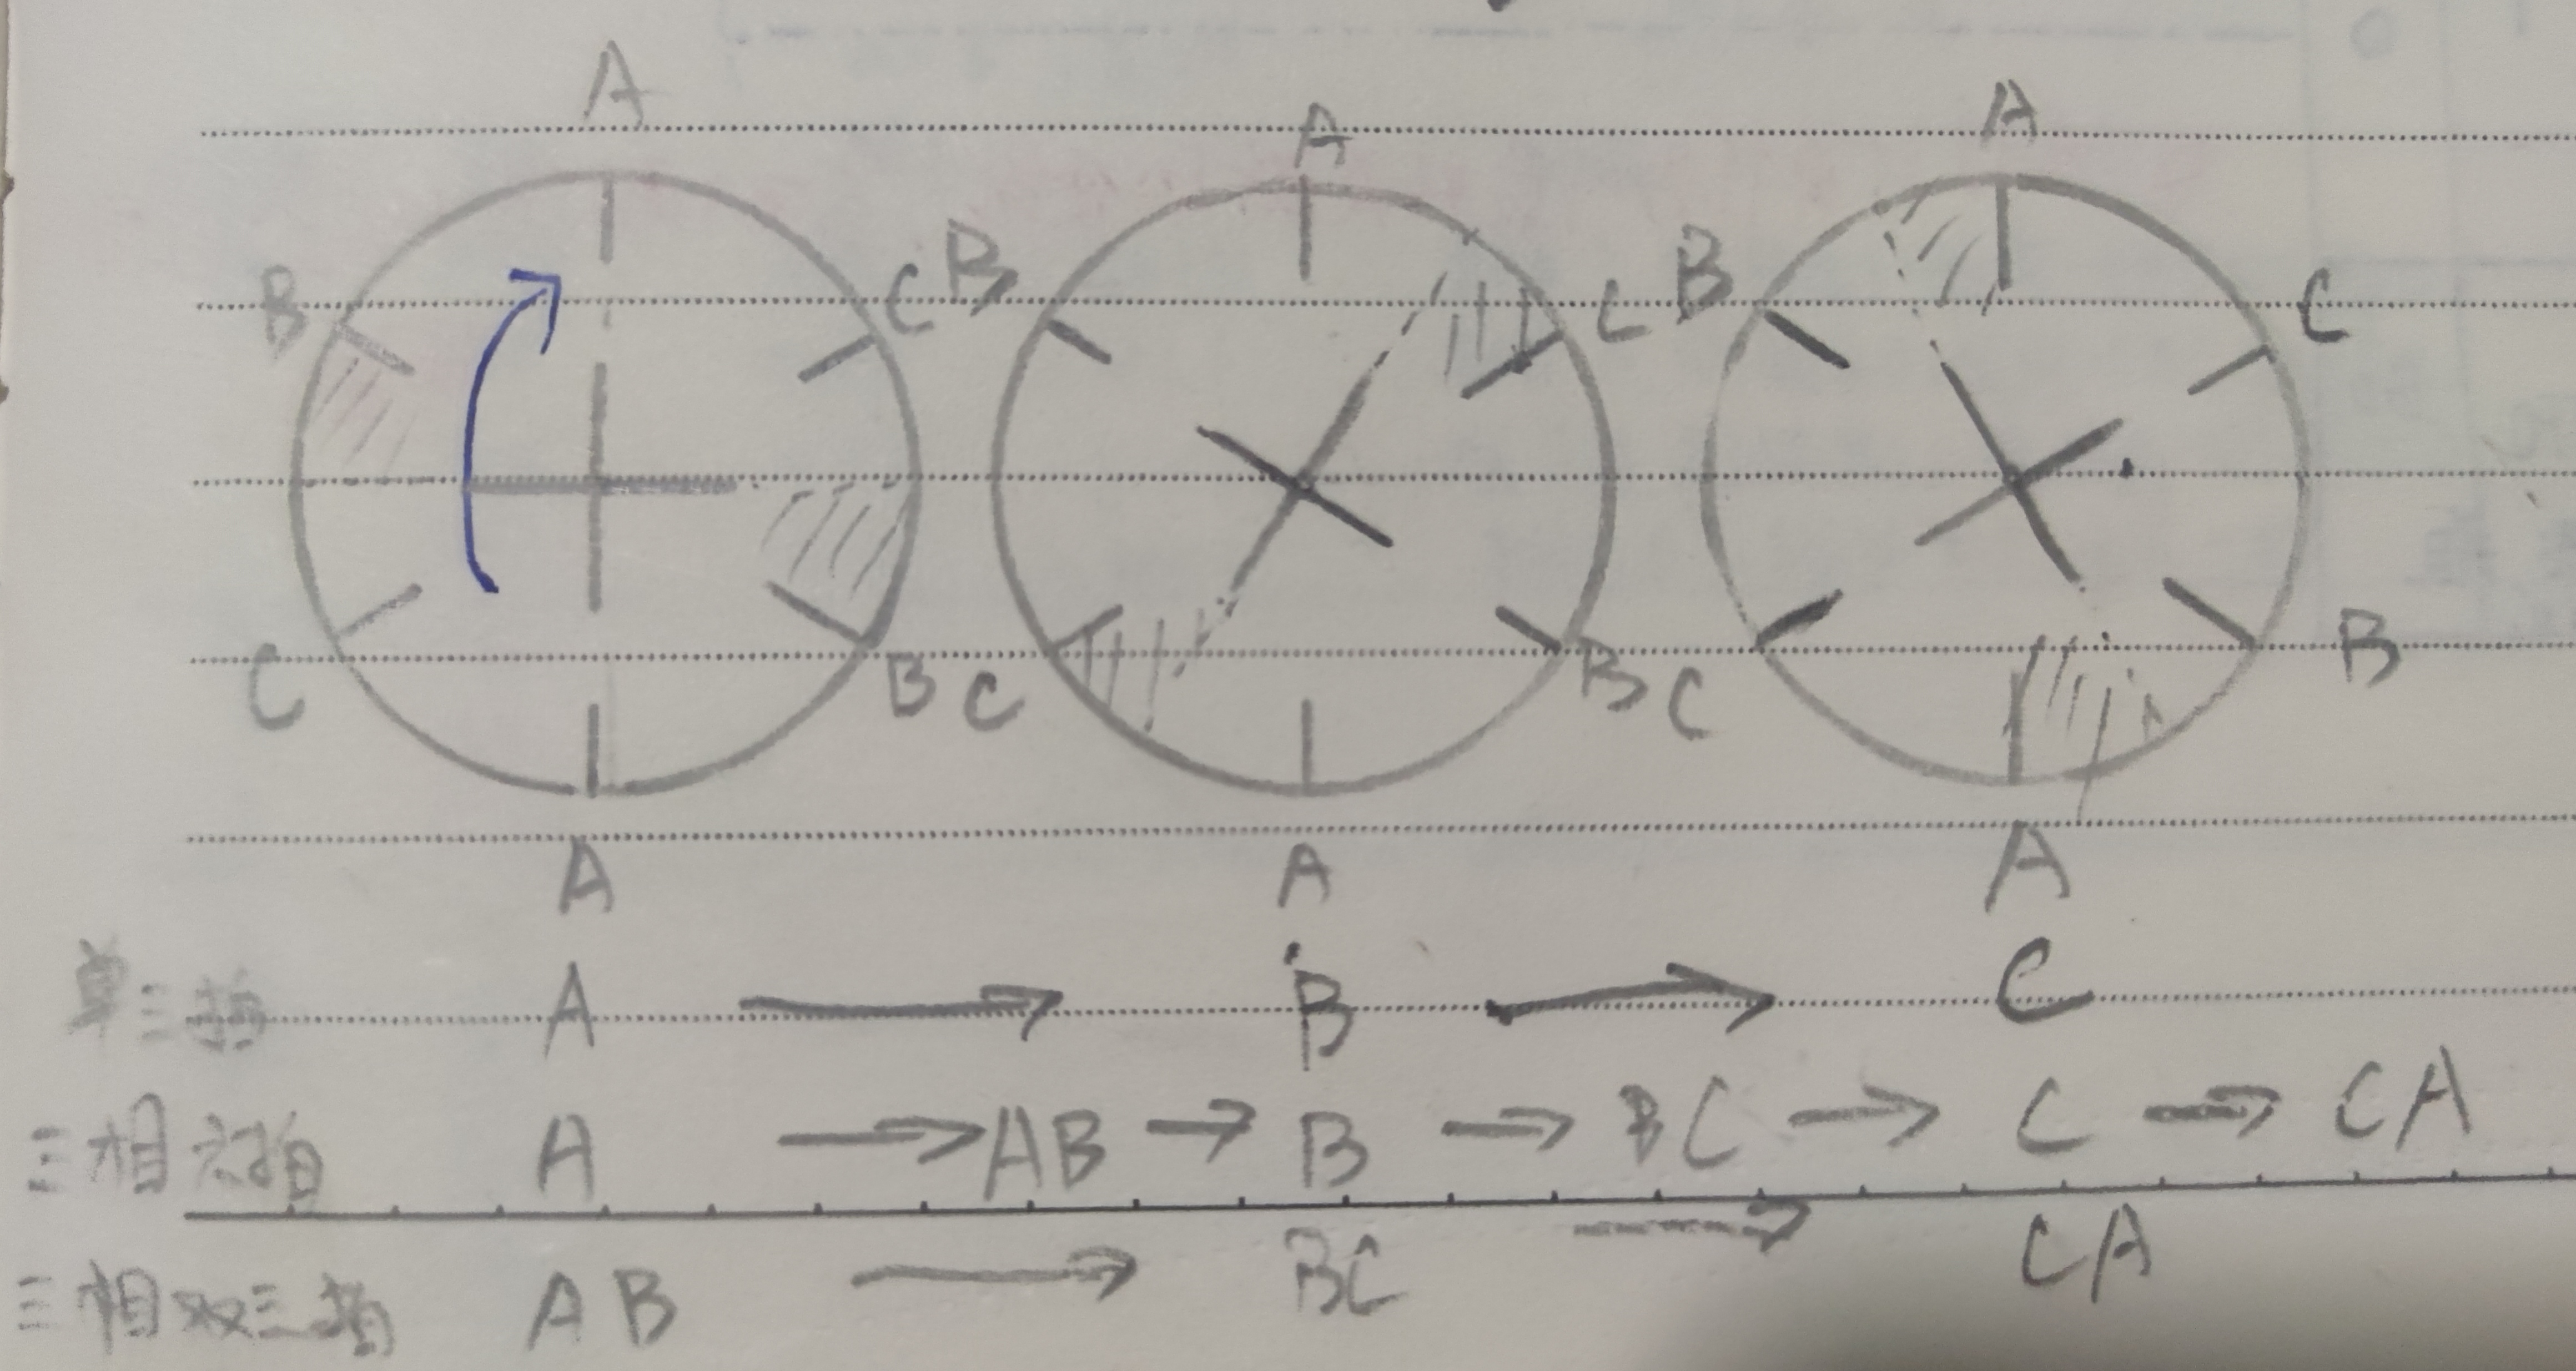 A A A
B C B C B C
C B C B C B
A A A
单三拍 A → B → C
三相六拍 A → AB → B → BC → C → CA
三相双三拍 AB → BC → CA